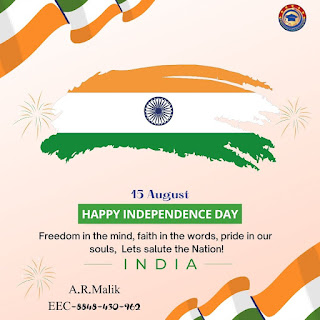 15 August
HAPPY INDEPENDENCE DAY
Freedom in the mind, faith in the words, pride in our
souls, Lets salute the Nation!
INDIA
A.R.Malik
EEC-8848-430-962